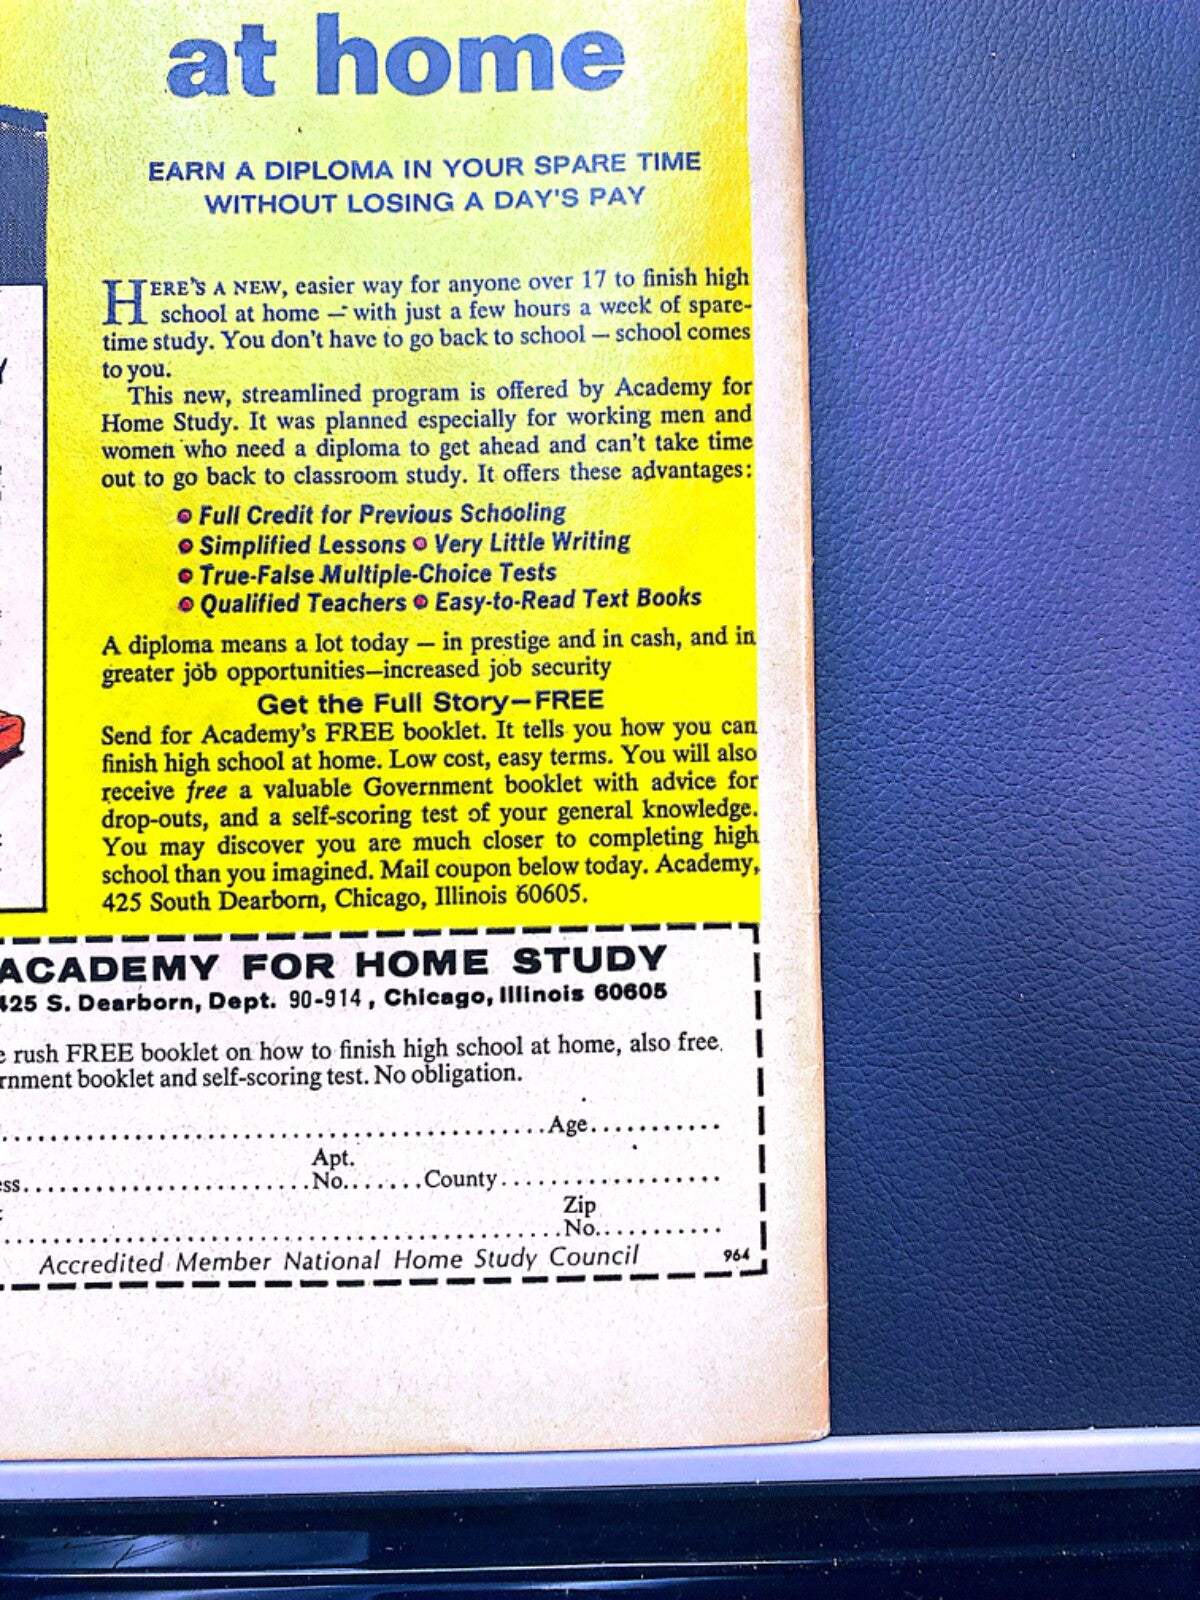 at home
EARN A DIPLOMA IN YOUR SPARE TIME
WITHOUT LOSING A DAY'S PAY
HERE'S A NEW, easier way for anyone over 17 to finish high
school at home — with just a few hours a week of spare-
time study. You don't have to go back to school — school comes
to you.
This new, streamlined program is offered by Academy for
Home Study. It was planned especially for working men and
women who need a diploma to get ahead and can't take time
out to go back to classroom study. It offers these advantages:
• Full Credit for Previous Schooling
• Simplified Lessons • Very Little Writing
• True-False Multiple-Choice Tests
• Qualified Teachers • Easy-to-Read Text Books
A diploma means a lot today — in prestige and in cash, and in
greater job opportunities—increased job security
Get the Full Story—FREE
Send for Academy's FREE booklet. It tells you how you can
finish high school at home. Low cost, easy terms. You will also
receive free a valuable Government booklet with advice for
drop-outs, and a self-scoring test of your general knowledge.
You may discover you are much closer to completing high
school than you imagined. Mail coupon below today. Academy,
425 South Dearborn, Chicago, Illinois 60605.
ACADEMY FOR HOME STUDY
425 S. Dearborn, Dept. 90-914, Chicago, Illinois 60605
e rush FREE booklet on how to finish high school at home, also free
rnment booklet and self-scoring test. No obligation.
Age
Apt.
ess No. County
Zip
No.
Accredited Member National Home Study Council 964